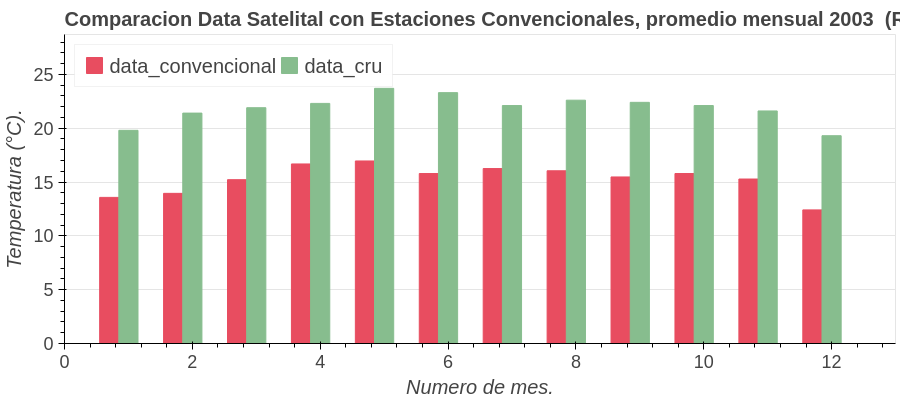 Comparacion Data Satelital con Estaciones Convencionales, promedio mensual 2003 (R
data_convencional data_cru
Temperatura (°C).
25
20
15
10
5
0
0 2 4 6 8 10 12
Numero de mes.